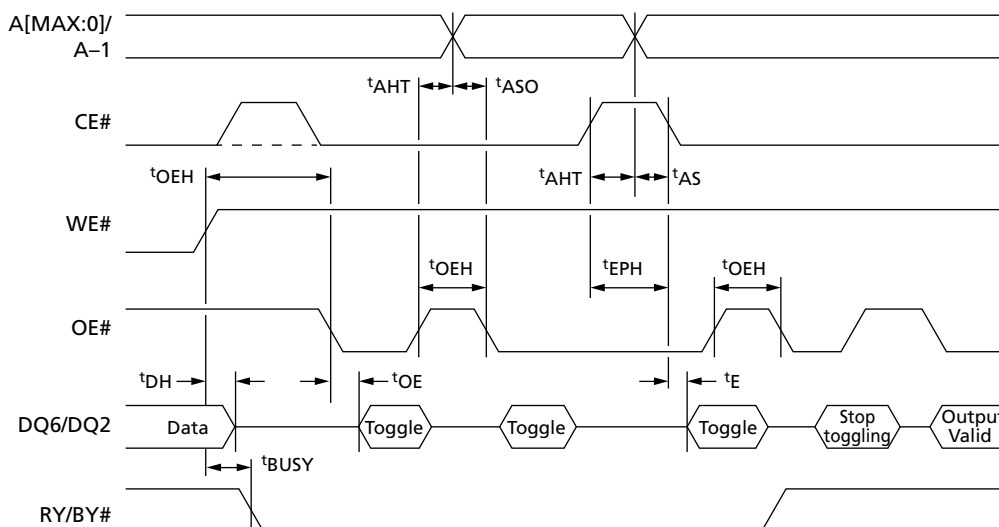 A[MAX:0]/
A–1
tAHT
tASO
CE#
tOEH
tAHT
tAS
WE#
tOEH
tEPH
tOEH
OE#
tDH
tOE
tE
DQ6/DQ2
Data
Toggle
Toggle
Toggle
Stop
toggling
Output
Valid
tBUSY
RY/BY#